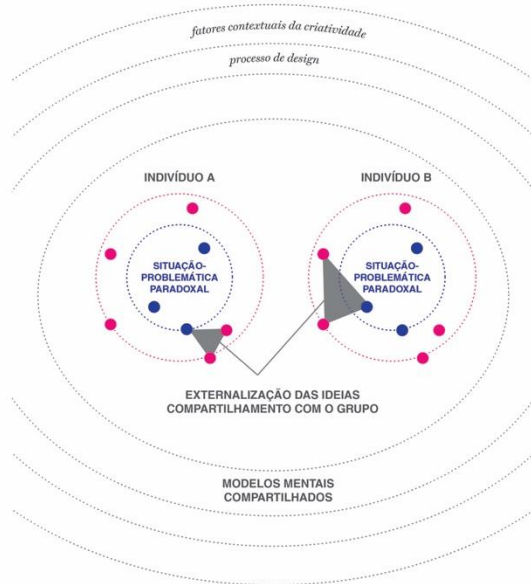 fatores contextuais da criatividade
processo de design
INDIVÍDUO A
INDIVÍDUO B
SITUAÇÃO-
PROBLEMÁTICA
PARADOXAL
SITUAÇÃO-
PROBLEMÁTICA
PARADOXAL
EXTERNALIZAÇÃO DAS IDEIAS
COMPARTILHAMENTO COM O GRUPO
MODELOS MENTAIS
COMPARTILHADOS